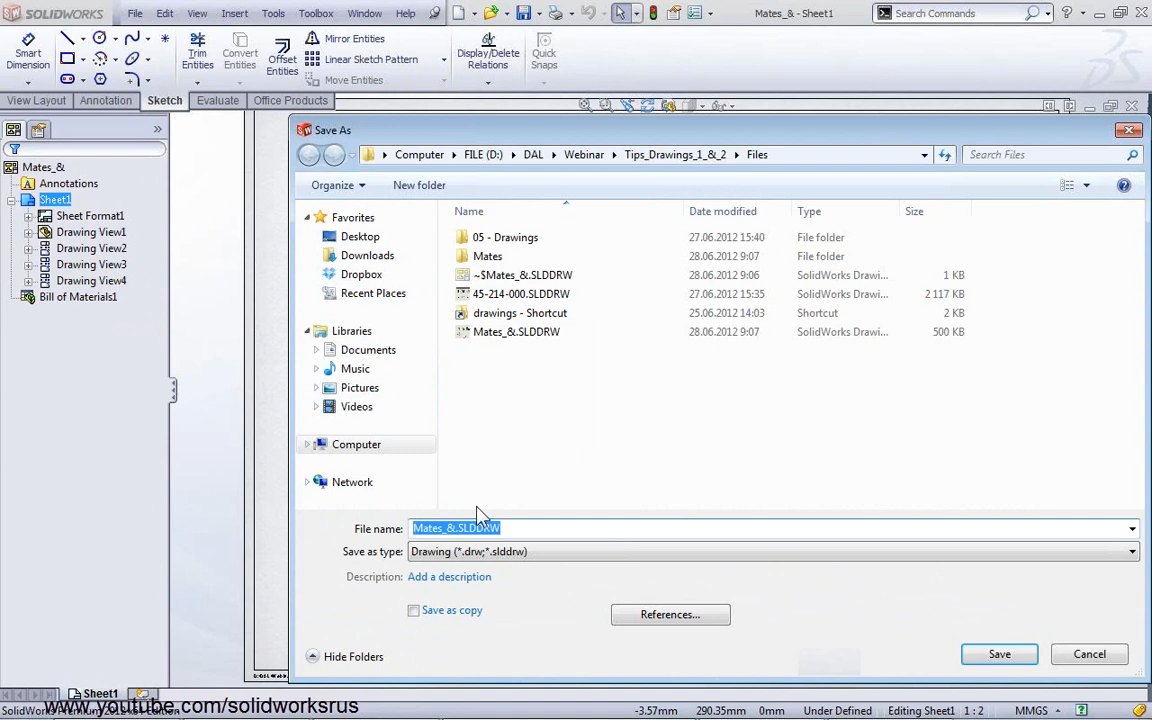 SOLIDWORKS File Edit View Insert Tools Toolbox Window Help Mates_& - Sheet1 Search Commands
Smart Dimension
Trim Entities
Convert Entities
Offset Entities
Mirror Entities
Linear Sketch Pattern
Move Entities
Display/Delete Relations
Quick Snaps
View Layout Annotation Sketch Evaluate Office Products
Mates_&
Annotations
Sheet1
Sheet Format1
Drawing View1
Drawing View2
Drawing View3
Drawing View4
Bill of Materials1
Save As
Computer FILE (D:) DAL Webinar Tips_Drawings_1_&_2 Files Search Files
Organize New folder
Favorites
Desktop
Downloads
Dropbox
Recent Places
Libraries
Documents
Music
Pictures
Videos
Computer
Network
Name Date modified Type Size
05 - Drawings 27.06.2012 15:40 File folder
Mates 28.06.2012 9:07 File folder
~$Mates_&.SLDDRW 28.06.2012 9:06 SolidWorks Drawi... 1 KB
45-214-000.SLDDRW 27.06.2012 15:35 SolidWorks Drawi... 2 117 KB
drawings - Shortcut 25.06.2012 14:03 Shortcut 2 KB
Mates_&.SLDDRW 28.06.2012 9:07 SolidWorks Drawi... 500 KB
File name: Mates_&.SLDDRW
Save as type: Drawing (*.drw;*.slddrw)
Description: Add a description
Save as copy
References...
Hide Folders
Save Cancel
Sheet1
www.youtube.com/solidworksrus
-3.57mm 290.35mm 0mm Under Defined Editing Sheet1 1 : 2 MMGS